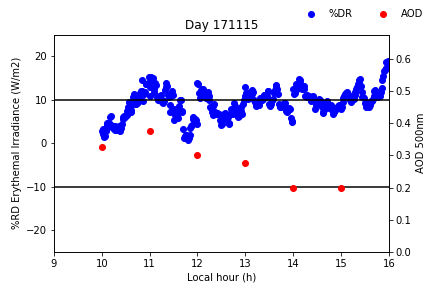 %DR AOD
Day 171115
%RD Erythemal Irradiance (W/m2)
20
10
0
−10
−20
0.6
0.5
0.4
0.3
0.2
0.1
0.0
AOD 500nm
9 10 11 12 13 14 15 16
Local hour (h)